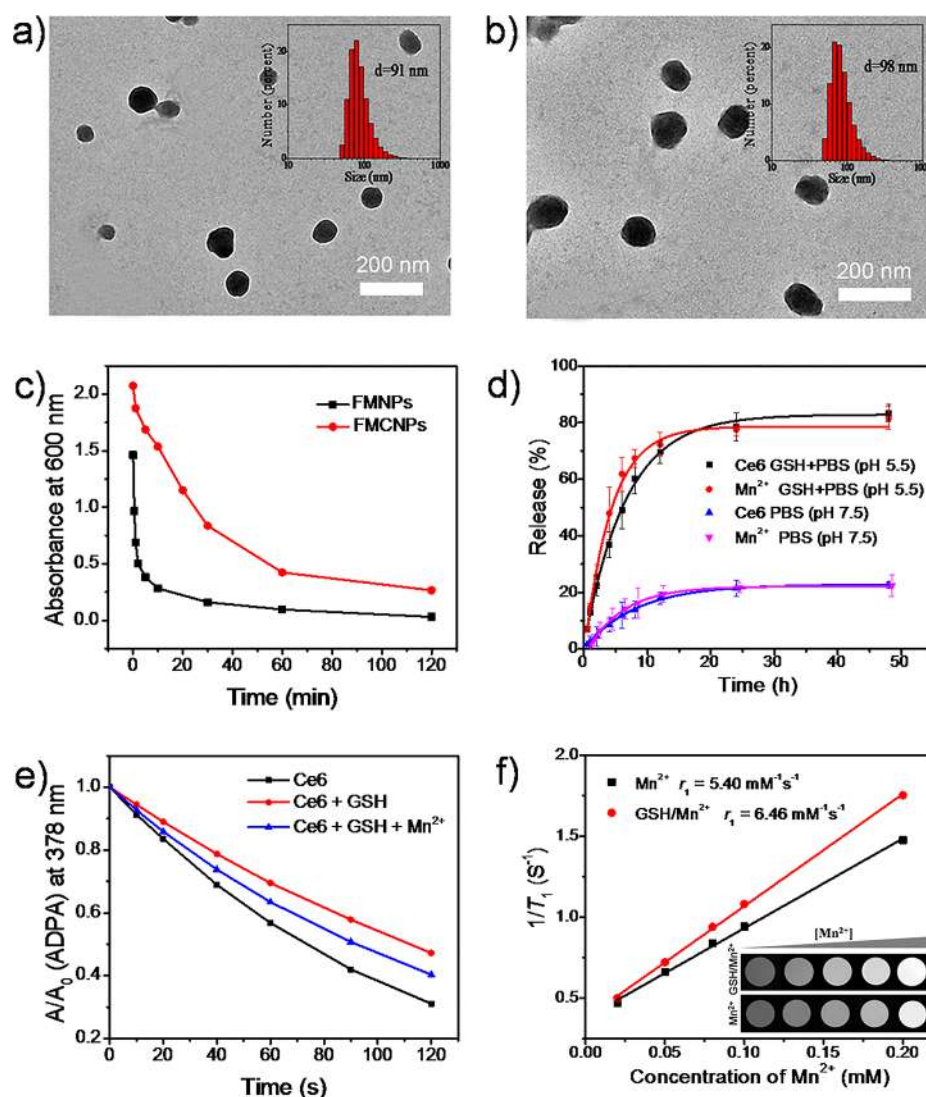 a)
Number (percent)
20
10
0
d=91 nm
10 100 1000
Size (nm)
200 nm
b)
Number (percent)
20
10
0
d=98 nm
10 100
Size (nm)
200 nm
c)
Absorbance at 600 nm
2.0
1.5
1.0
0.5
0.0
FMNPs
FMCNPs
0 20 40 60 80 100 120
Time (min)
d)
Release (%)
100
80
60
40
20
0
Ce6 GSH+PBS (pH 5.5)
Mn²⁺ GSH+PBS (pH 5.5)
Ce6 PBS (pH 7.5)
Mn²⁺ PBS (pH 7.5)
0 10 20 30 40 50
Time (h)
e)
A/A₀ (ADPA) at 378 nm
1.0
0.8
0.6
0.4
0.2
Ce6
Ce6 + GSH
Ce6 + GSH + Mn²⁺
0 20 40 60 80 100 120
Time (s)
f)
1/T₁ (S⁻¹)
2.0
1.5
1.0
0.5
Mn²⁺ r₁ = 5.40 mM⁻¹s⁻¹
GSH/Mn²⁺ r₁ = 6.46 mM⁻¹s⁻¹
[Mn²⁺]
GSH/Mn²⁺
Mn²⁺
0.00 0.05 0.10 0.15 0.20
Concentration of Mn²⁺ (mM)